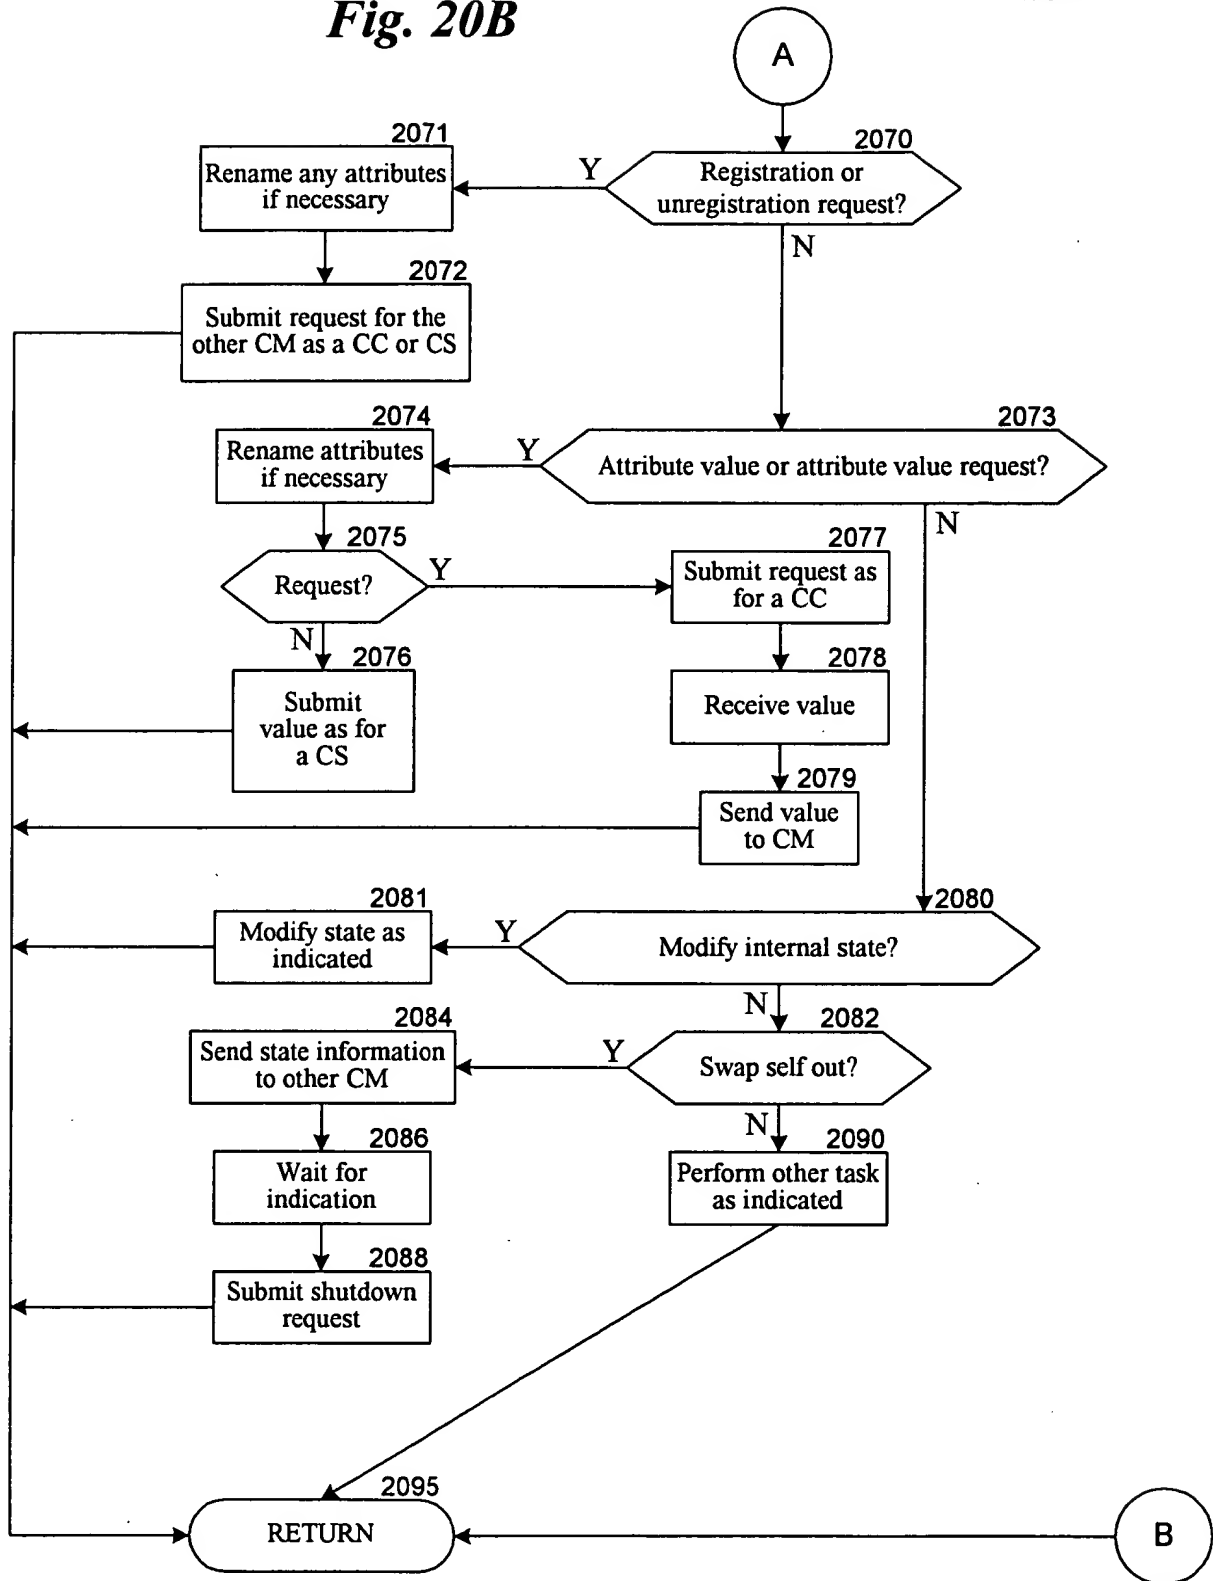 Fig. 20B
A
2070
Registration or
unregistration request?
Y
N
2071
Rename any attributes
if necessary
2072
Submit request for the
other CM as a CC or CS
2073
Attribute value or attribute value request?
Y
N
2074
Rename attributes
if necessary
2075
Request?
Y
N
2076
Submit
value as for
a CS
2077
Submit request as
for a CC
2078
Receive value
2079
Send value
to CM
2080
Modify internal state?
Y
N
2081
Modify state as
indicated
2082
Swap self out?
Y
N
2084
Send state information
to other CM
2086
Wait for
indication
2088
Submit shutdown
request
2090
Perform other task
as indicated
2095
RETURN
B